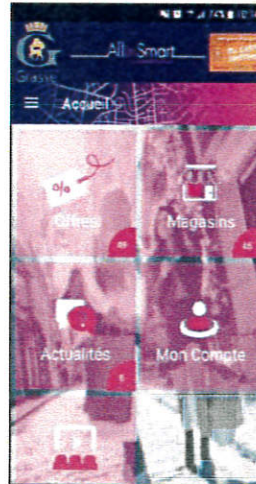 All Smart
Grasse
Accueil
%
Offres
Magasins
Actualités
Mon Compte